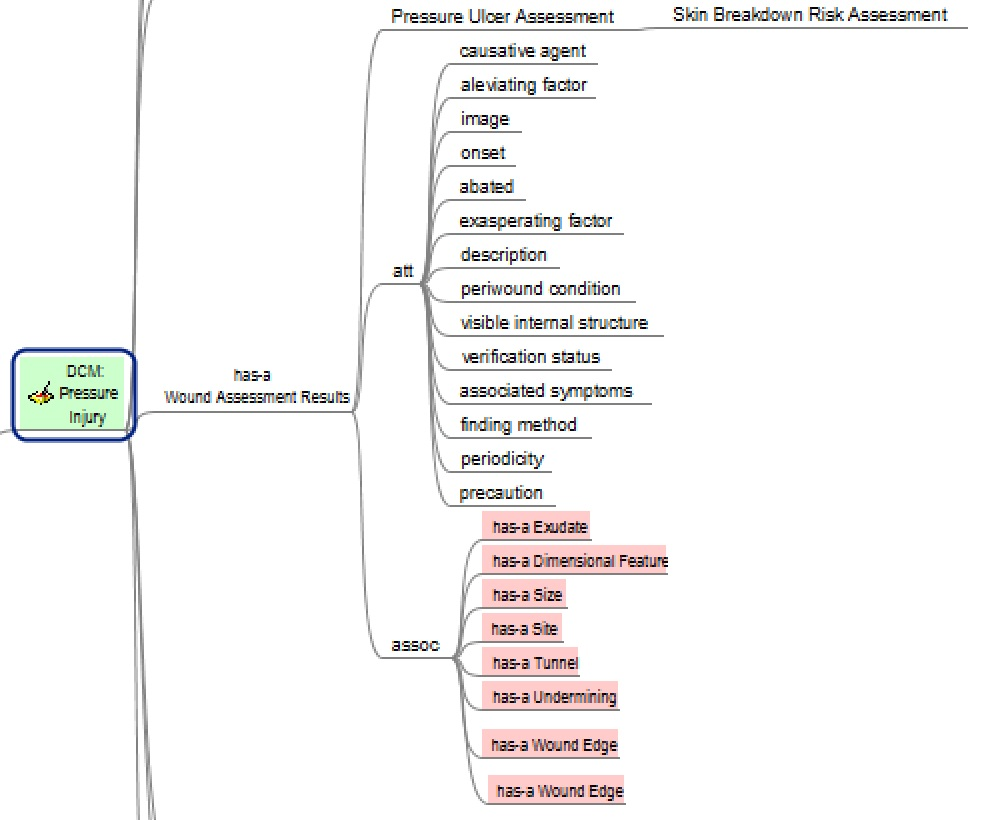 Pressure Ulcer Assessment
Skin Breakdown Risk Assessment
causative agent
aleviating factor
image
onset
abated
exasperating factor
description
att
periwound condition
visible internal structure
verification status
DCM:
Pressure
Injury
has-a
Wound Assessment Results
associated symptoms
finding method
periodicity
precaution
has-a Exudate
has-a Dimensional Feature
has-a Size
has-a Site
assoc
has-a Tunnel
has-a Undermining
has-a Wound Edge
has-a Wound Edge